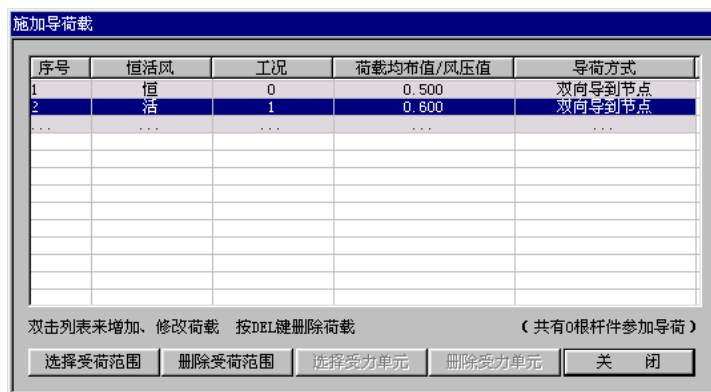 施加导荷载
序号 恒活风 工况 荷载均布值/风压值 导荷方式
1 恒 0 0.500 双向导到节点
2 活 1 0.600 双向导到节点
... ... ... ... ...
双击列表来增加、修改荷载 按DEL键删除荷载 (共有0根杆件参加导荷)
选择受荷范围 删除受荷范围 选择受力单元 删除受力单元 关 闭